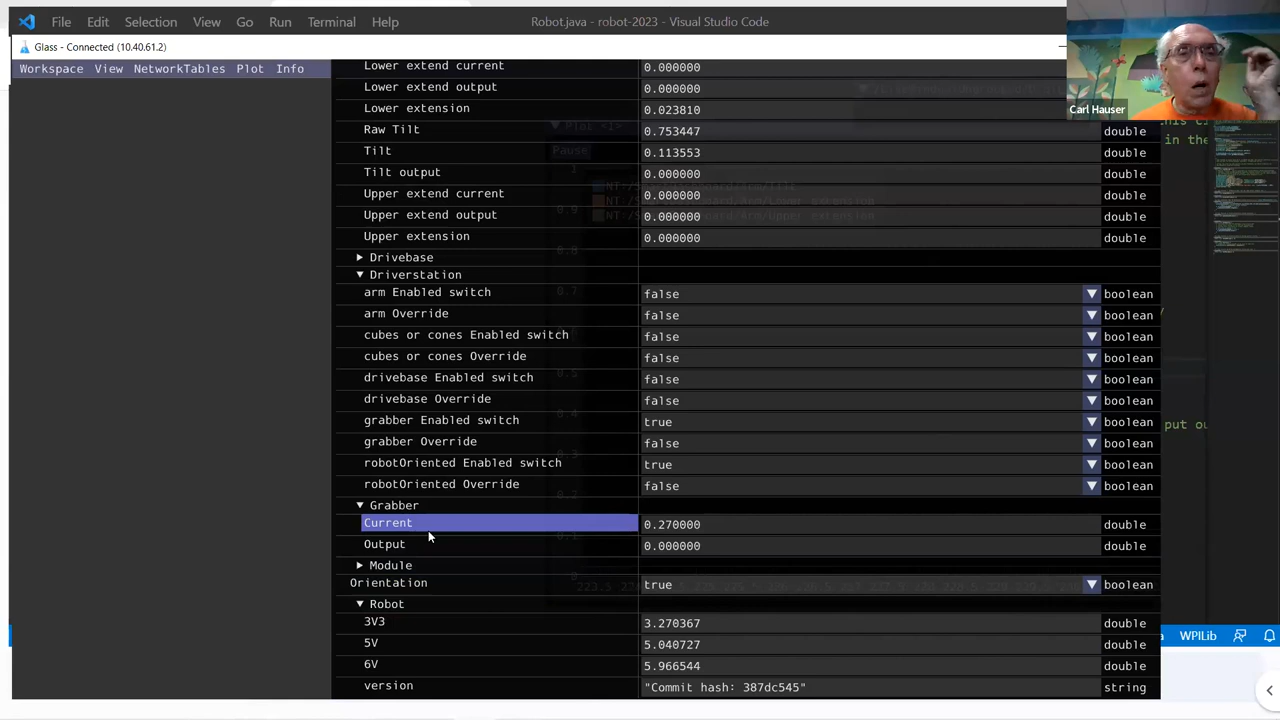 File Edit Selection View Go Run Terminal Help Robot.java - robot-2023 - Visual Studio Code
Glass - Connected (10.40.61.2)
Workspace View NetworkTables Plot Info
Carl Hauser
Lower extend current 0.000000
Lower extend output 0.000000
Lower extension 0.023810
Raw Tilt 0.753447 double
Tilt 0.113553 double
Tilt output 0.000000 double
Upper extend current 0.000000 double
Upper extend output 0.000000 double
Upper extension 0.000000 double
Drivebase
Driverstation
arm Enabled switch false boolean
arm Override false boolean
cubes or cones Enabled switch false boolean
cubes or cones Override false boolean
drivebase Enabled switch false boolean
drivebase Override false boolean
grabber Enabled switch true boolean
grabber Override false boolean
robotOriented Enabled switch true boolean
robotOriented Override false boolean
Grabber
Current 0.270000 double
Output 0.000000 double
Module
Orientation true boolean
Robot
3V3 3.270367 double
5V 5.040727 double
6V 5.966544 double
version "Commit hash: 387dc545" string
Plot <1>
Pause
in the
put ou
WPILib